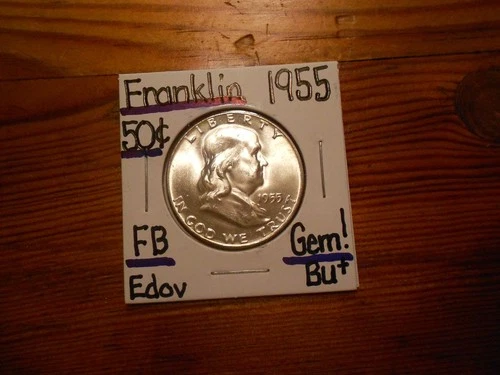 Franklin 1955
50¢
LIBERTY
1955
IN GOD WE TRUST
FB
Gem!
Edov
Bu+